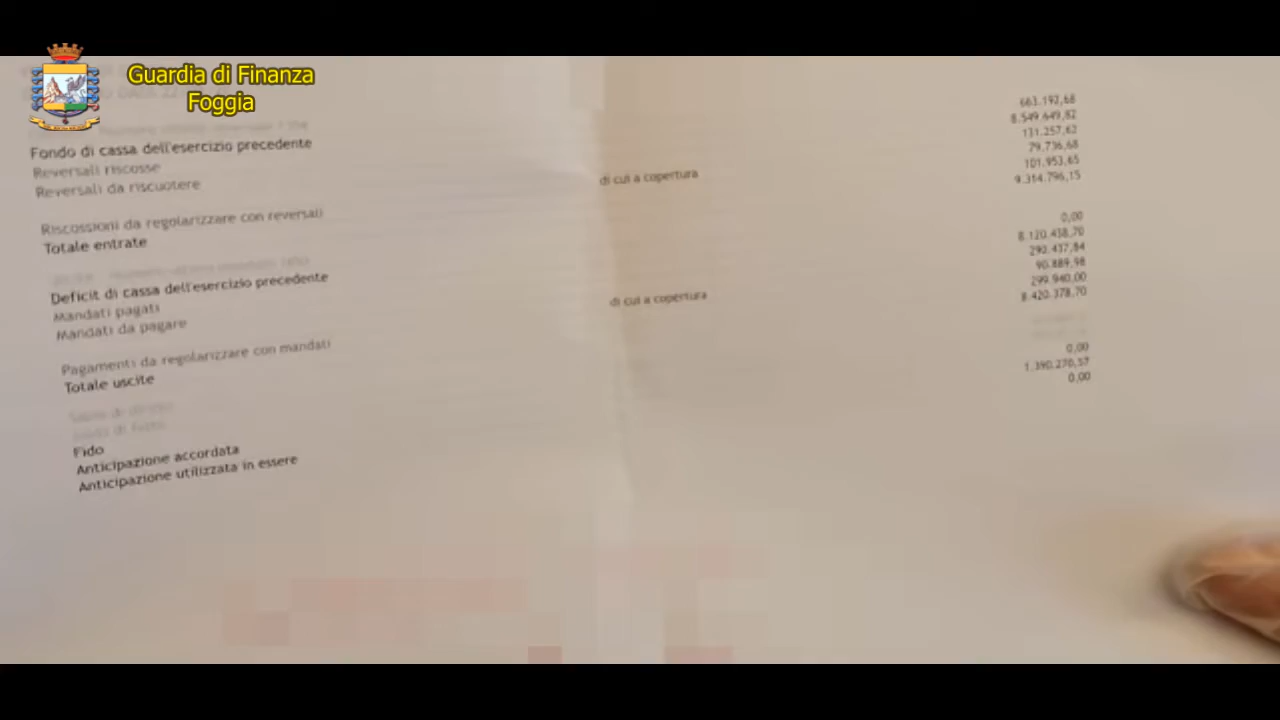 Guardia di Finanza
Foggia
Fondo di cassa dell'esercizio precedente 663.192,68
Reversali riscosse 8.549.649,82
Reversali da riscuotere 131.257,62
di cui a copertura 79.736,68
Riscossioni da regolarizzare con reversali 101.953,65
Totale entrate 9.314.796,15
Deficit di cassa dell'esercizio precedente 0,00
Mandati pagati 8.120.438,70
Mandati da pagare 292.437,84
di cui a copertura 90.889,98
Pagamenti da regolarizzare con mandati 299.940,00
Totale uscite 8.420.378,70
Fido 0,00
Anticipazione accordata 1.390.270,57
Anticipazione utilizzata in essere 0,00